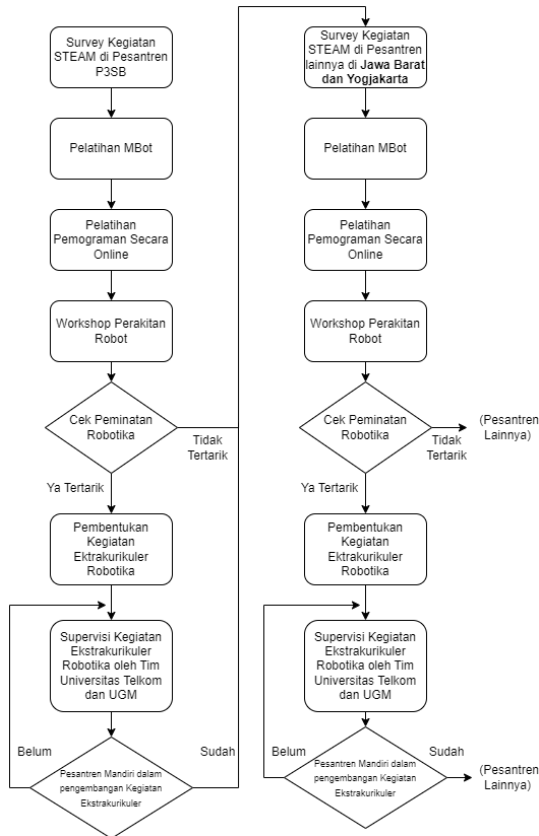 Survey Kegiatan
STEAM di Pesantren
P3SB
Pelatihan MBot
Pelatihan
Pemograman Secara
Online
Workshop Perakitan
Robot
Cek Peminatan
Robotika
Tidak
Tertarik
Ya Tertarik
Pembentukan
Kegiatan
Ektrakurikuler
Robotika
Supervisi Kegiatan
Ekstrakurikuler
Robotika oleh Tim
Universitas Telkom
dan UGM
Belum
Sudah
Pesantren Mandiri dalam
pengembangan Kegiatan
Ekstrakurikuler
Survey Kegiatan
STEAM di Pesantren
lainnya di Jawa Barat
dan Yogjakarta
Pelatihan MBot
Pelatihan
Pemograman Secara
Online
Workshop Perakitan
Robot
Cek Peminatan
Robotika
Tidak
Tertarik
(Pesantren
Lainnya)
Ya Tertarik
Pembentukan
Kegiatan
Ektrakurikuler
Robotika
Supervisi Kegiatan
Ekstrakurikuler
Robotika oleh Tim
Universitas Telkom
dan UGM
Belum
Sudah
Pesantren Mandiri dalam
pengembangan Kegiatan
Ekstrakurikuler
(Pesantren
Lainnya)